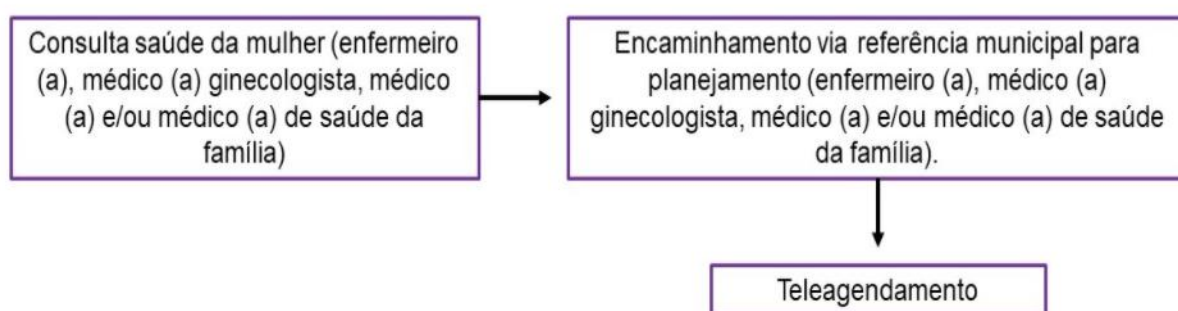 Consulta saúde da mulher (enfermeiro
(a), médico (a) ginecologista, médico
(a) e/ou médico (a) de saúde da
família)
Encaminhamento via referência municipal para
planejamento (enfermeiro (a), médico (a)
ginecologista, médico (a) e/ou médico (a) de saúde
da família).
Teleagendamento